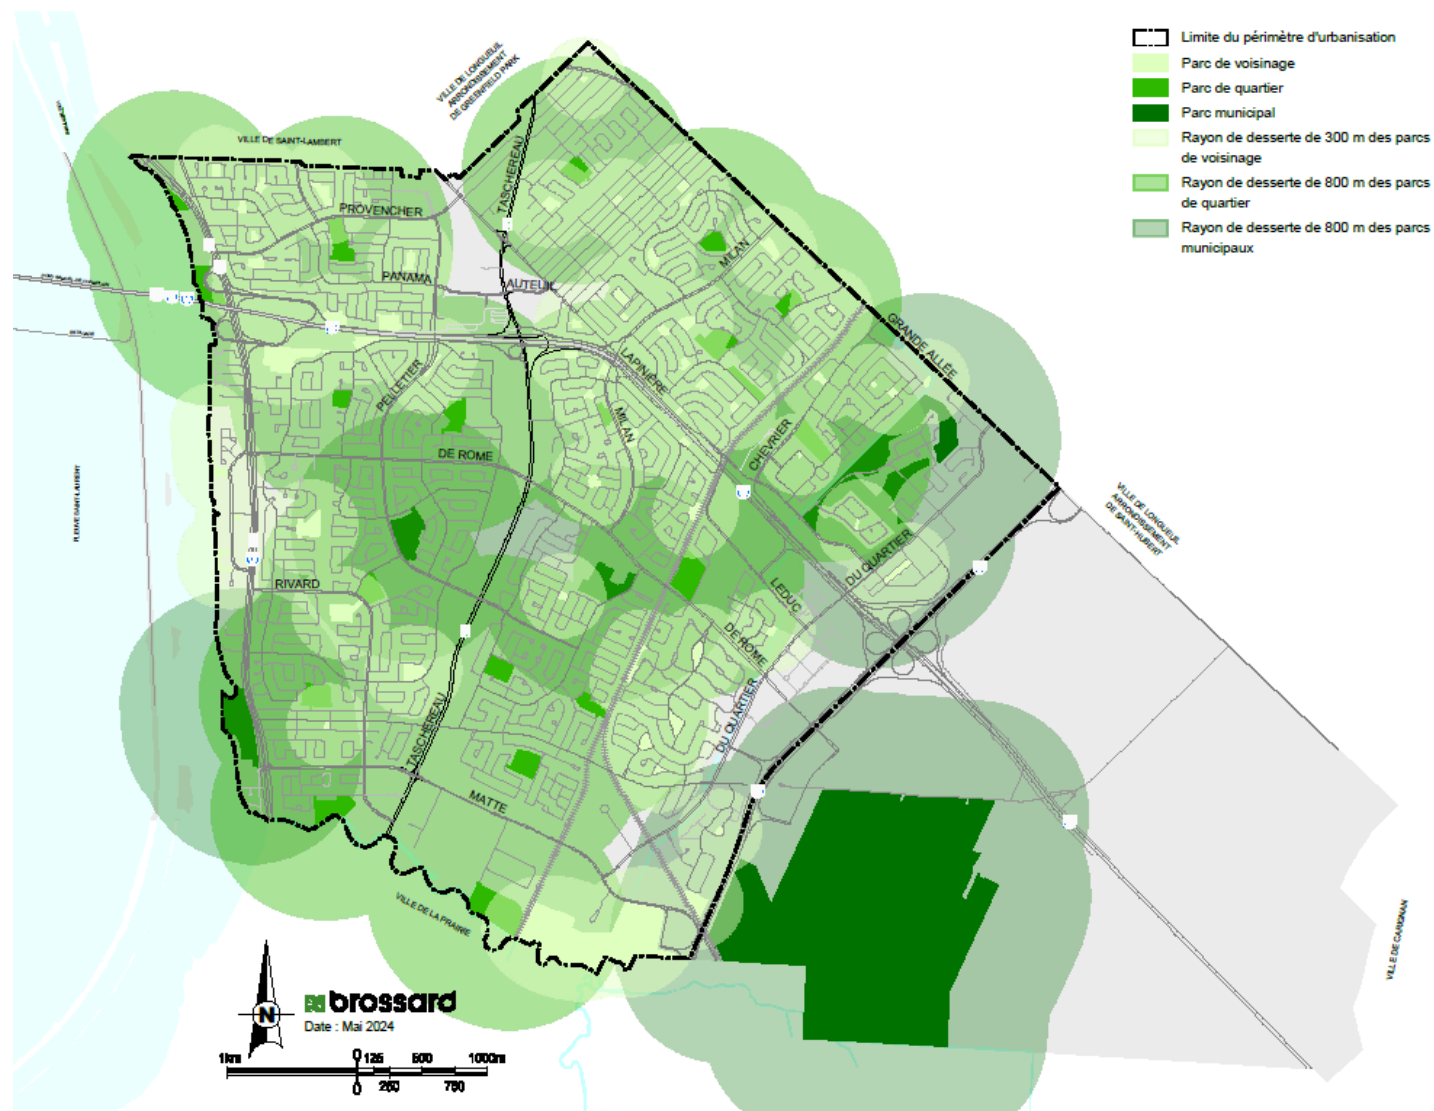 Limite du périmètre d'urbanisation
Parc de voisinage
Parc de quartier
Parc municipal
Rayon de desserte de 300 m des parcs
de voisinage
Rayon de desserte de 800 m des parcs
de quartier
Rayon de desserte de 800 m des parcs
municipaux
VILLE DE LONGUEUIL
ARRONDISSEMENT
DE GREENFIELD PARK
VILLE DE SAINT-LAMBERT
TASCHEREAU
PROVENCHER
MILAN
PANAMA
AUTEUIL
GRANDE ALLÉE
LAPINIÈRE
PELLETIER
MILAN
CHEVRIER
DE ROME
FLEUVE SAINT-LAURENT
VILLE DE LONGUEUIL
ARRONDISSEMENT
DE SAINT-HUBERT
DU QUARTIER
RIVARD
LEDUC
DE ROME
DU QUARTIER
TASCHEREAU
MATTE
VILLE DE LA PRAIRIE
VILLE DE CARIGNAN
N
brossard
Date : Mai 2024
1km 0 125 500 1000m
0 250 750